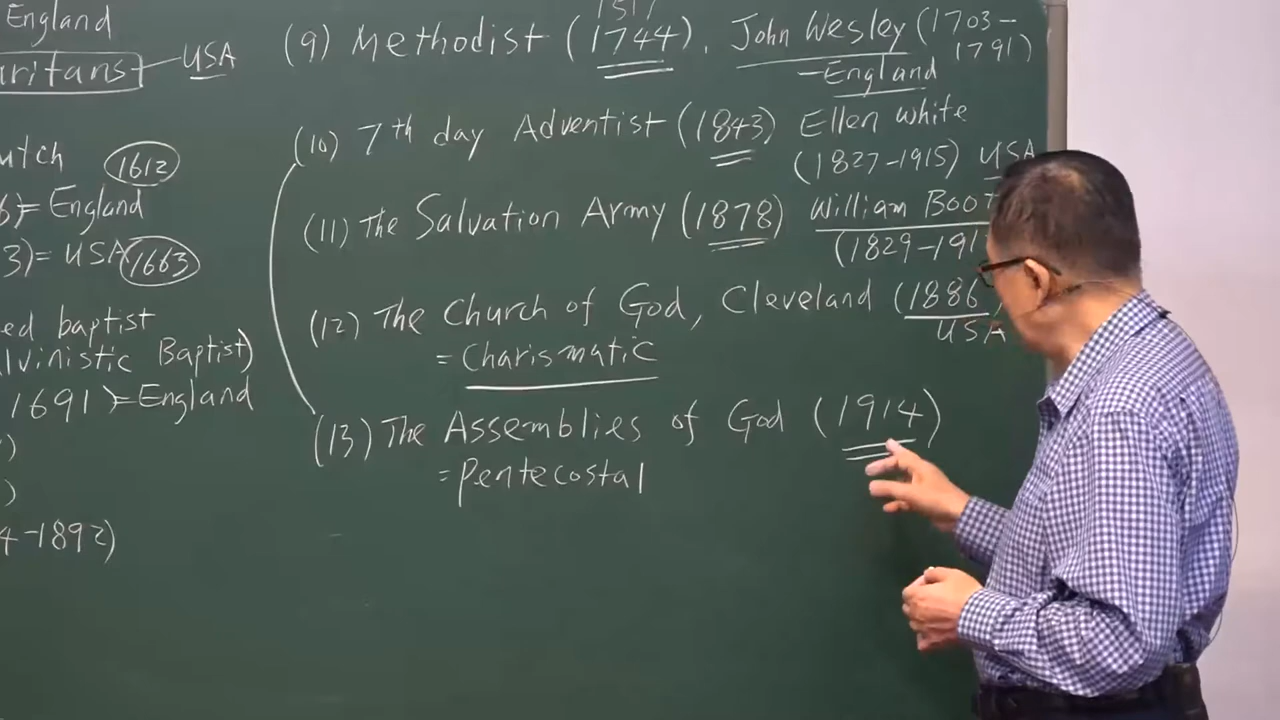 England
aritans
USA
utch 1612
6)= England
3)= USA 1663
ed baptist
lvinistic Baptist)
1691)=England
)
)
4-1892)
1517
(9) Methodist (1744). John Wesley (1703-
1791)
-England
(10) 7th day Adventist (1843) Ellen White
(1827-1915) USA
(11) The Salvation Army (1878) William Boot
(1829-191
(12) The Church of God, Cleveland (1886)
USA
= Charismatic
(13) The Assemblies of God (1914)
= pentecostal